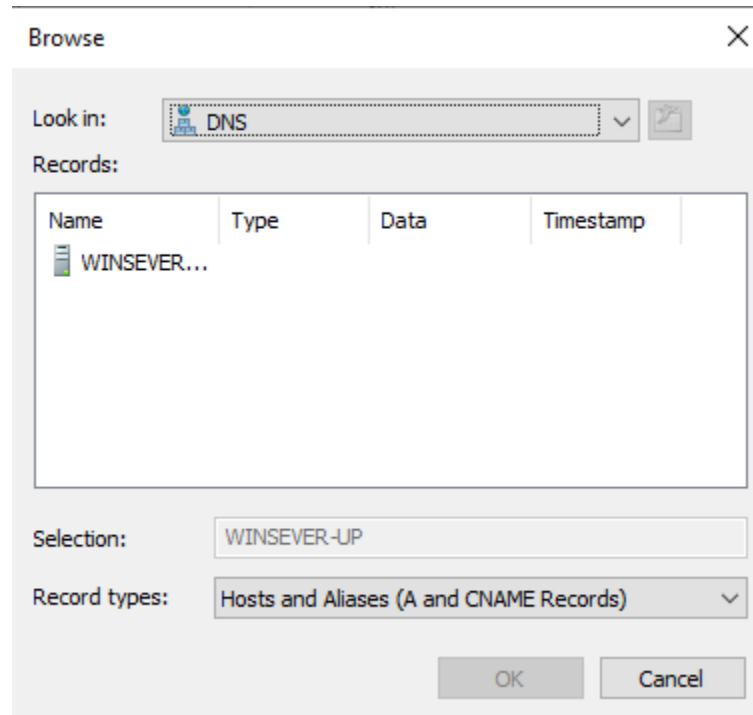 Browse
Look in: DNS
Records:
Name Type Data Timestamp
WINSEVER...
Selection: WINSEVER-UP
Record types: Hosts and Aliases (A and CNAME Records)
OK Cancel